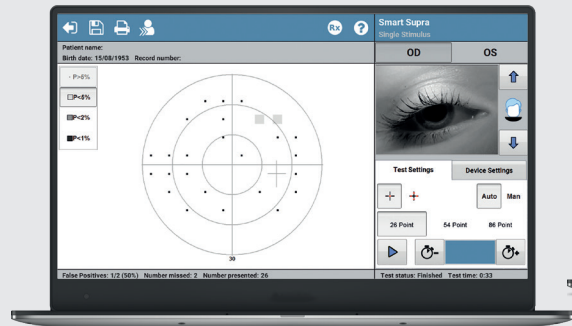 Rx ?
Smart Supra
Single Stimulus
Patient name:
Birth date: 15/08/1953 Record number:
OD OS
· P>5%
P<5%
P<2%
P<1%
30
Test Settings Device Settings
Auto Man
26 Point 54 Point 86 Point
False Positives: 1/2 (50%) Number missed: 2 Number presented: 26
Test status: Finished Test time: 0:33